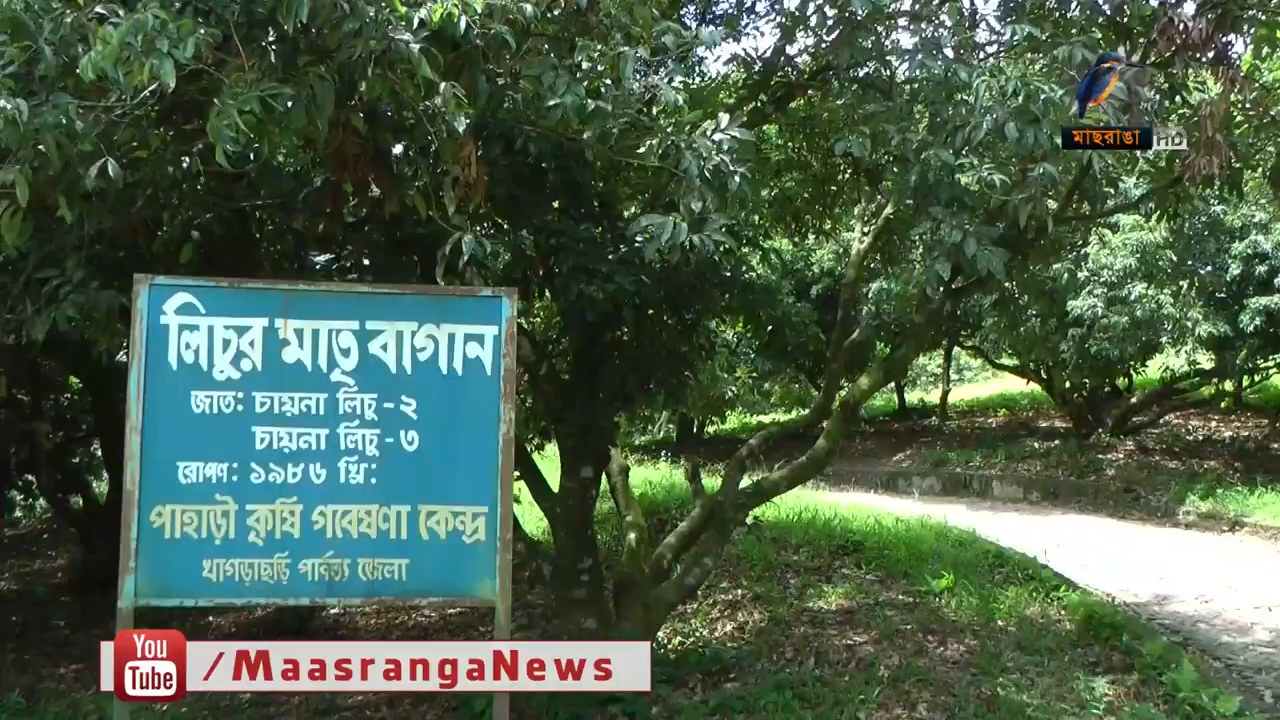 মাছরাঙা HD
লিচুর মাতৃ বাগান
জাত: চায়না লিচু - ২
চায়না লিচু - ৩
রোপণ: ১৯৮৬ খ্রি:
পাহাড়ী কৃষি গবেষণা কেন্দ্র
খাগড়াছড়ি পার্বত্য জেলা
You Tube /MaasrangaNews